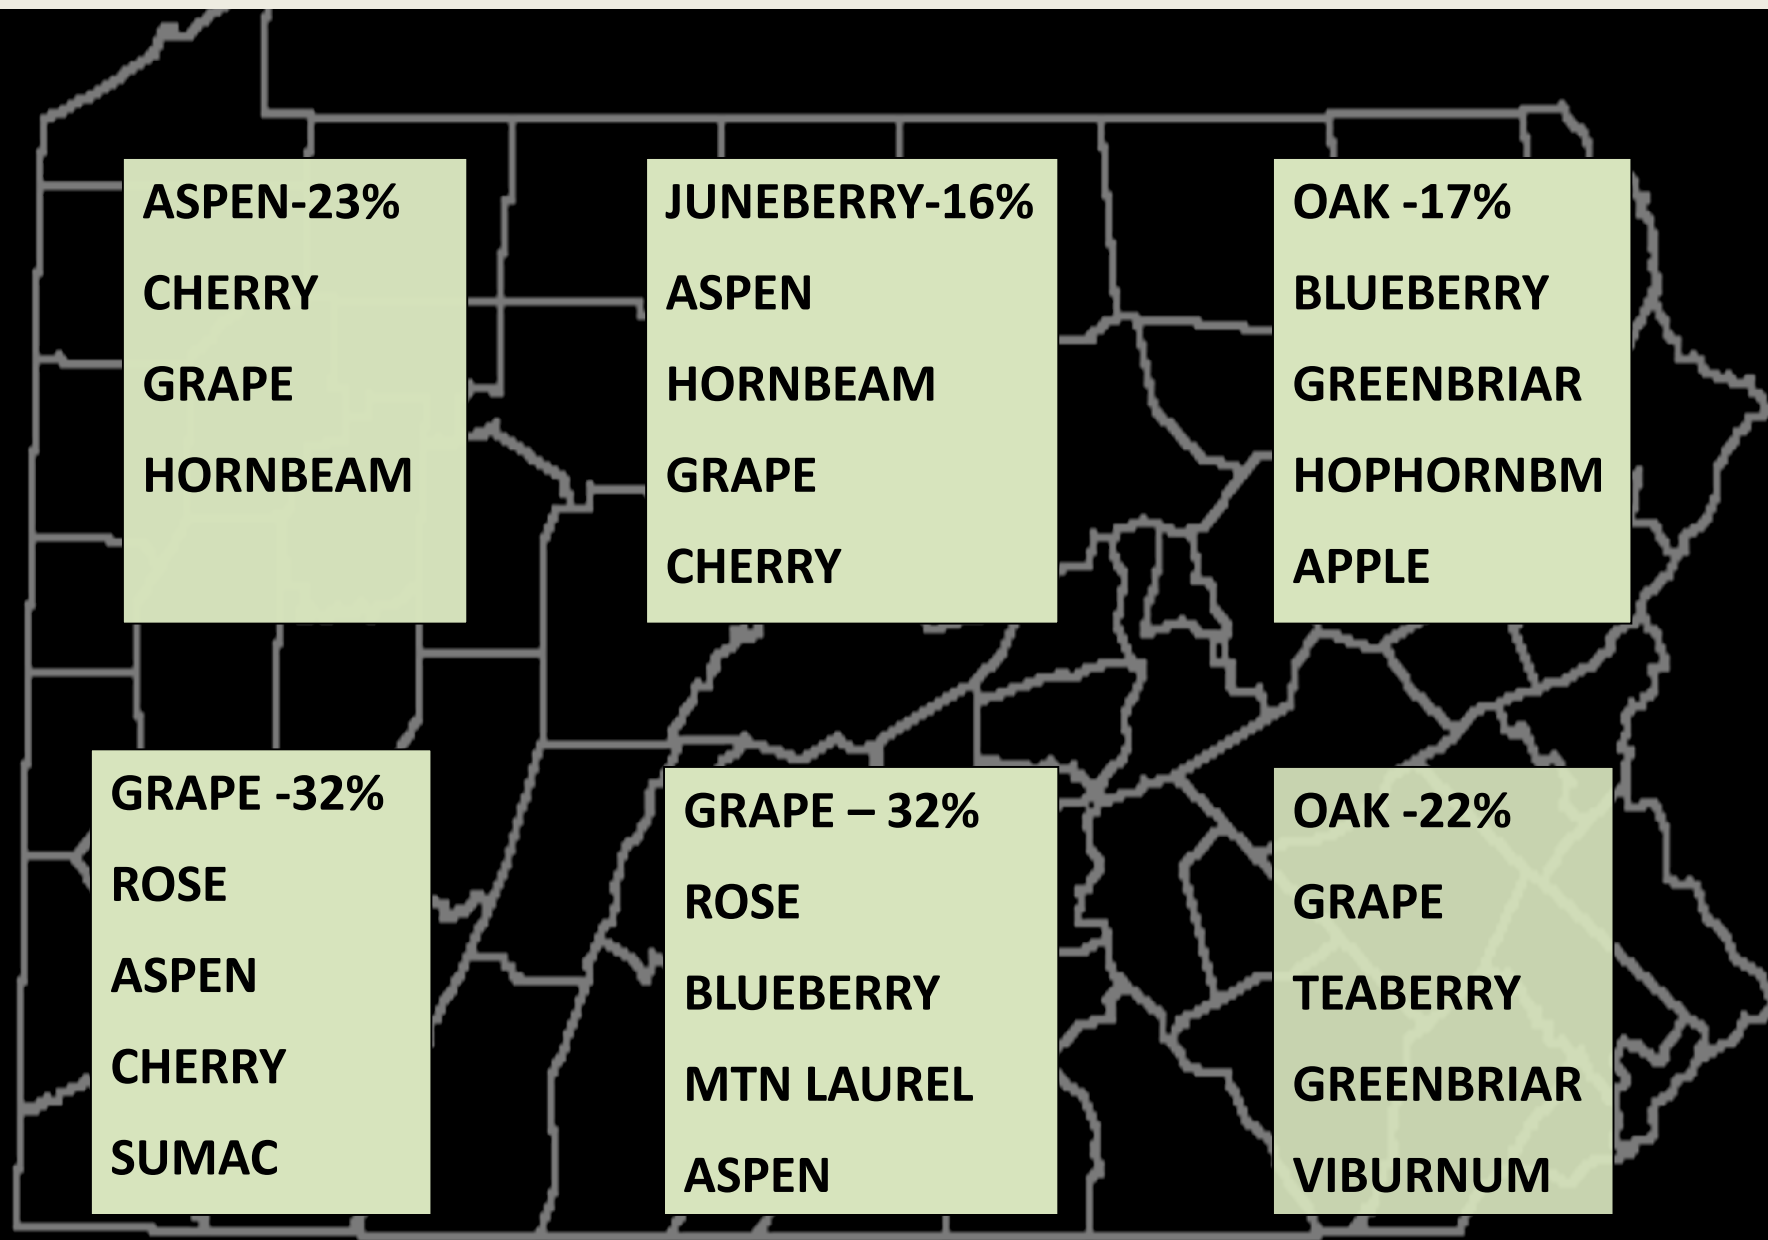 ASPEN-23%
CHERRY
GRAPE
HORNBEAM
JUNEBERRY-16%
ASPEN
HORNBEAM
GRAPE
CHERRY
OAK -17%
BLUEBERRY
GREENBRIAR
HOPHORNBM
APPLE
GRAPE -32%
ROSE
ASPEN
CHERRY
SUMAC
GRAPE – 32%
ROSE
BLUEBERRY
MTN LAUREL
ASPEN
OAK -22%
GRAPE
TEABERRY
GREENBRIAR
VIBURNUM